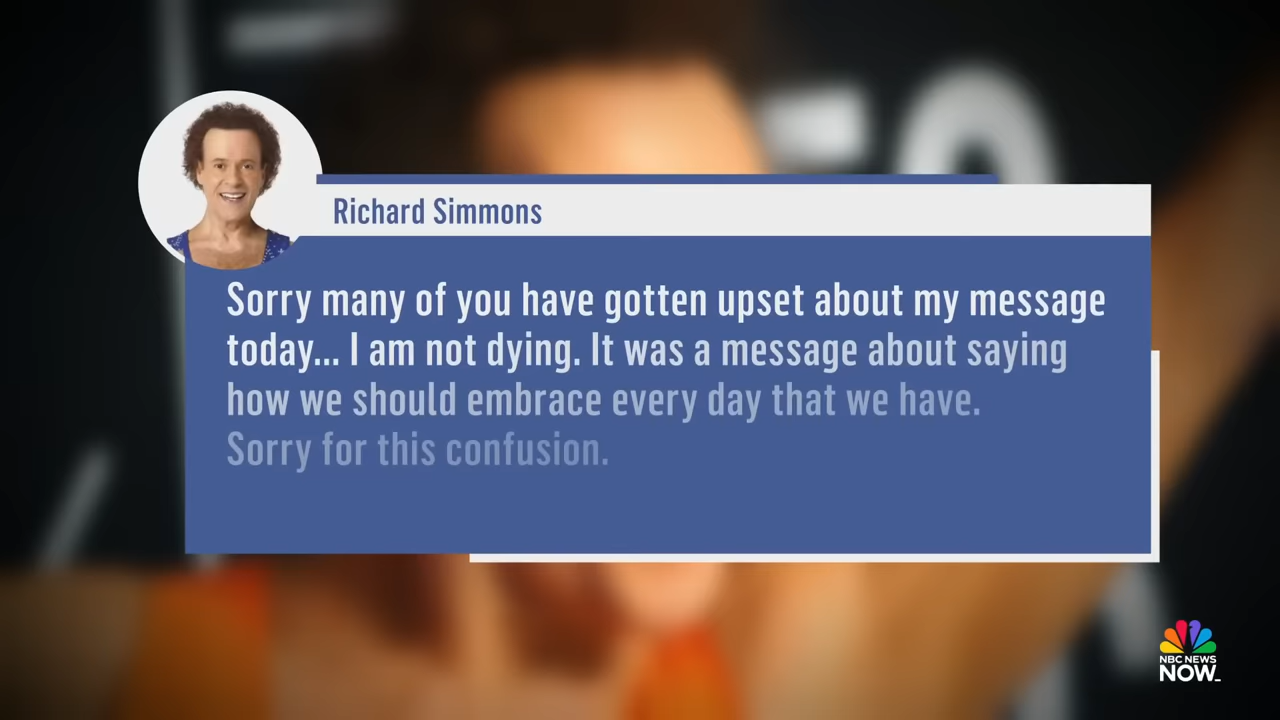 Richard Simmons
Sorry many of you have gotten upset about my message
today... I am not dying. It was a message about saying
how we should embrace every day that we have.
Sorry for this confusion.
NBC NEWS
NOW_